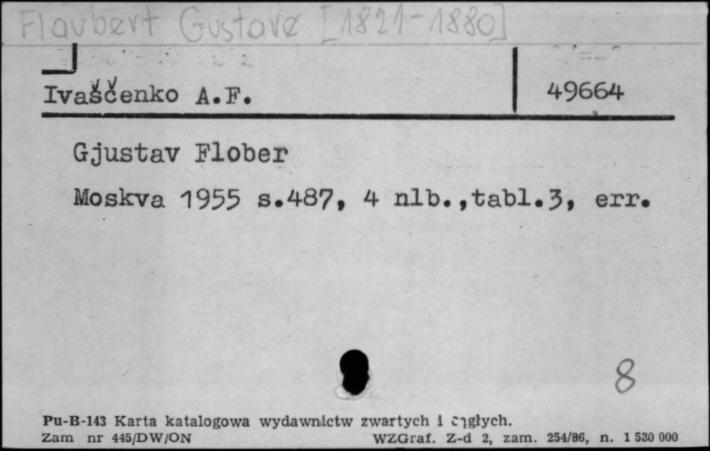 Flaubert Gustave [1821-1880]
Ivaščenko A.F.
49664
Gjustav Flober
Moskva 1955 s.487, 4 nlb.,tabl.3, err.
8
Pu-B-143 Karta katalogowa wydawnictw zwartych i ciągłych.
Zam nr 445/DW/ON
WZGraf. Z-d 2, zam. 254/86, n. 1 530 000